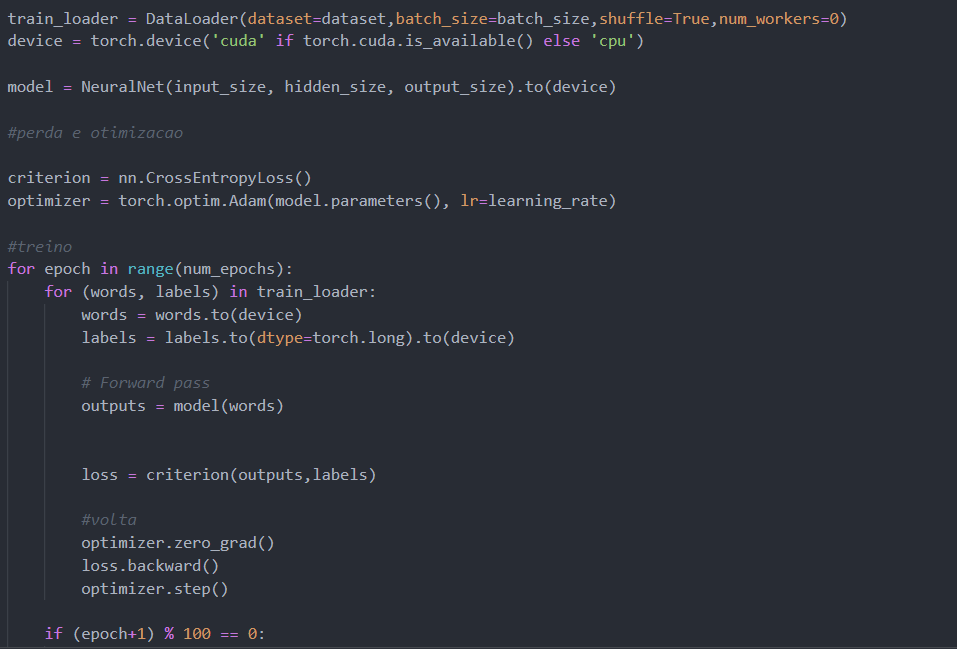 train_loader = DataLoader(dataset=dataset,batch_size=batch_size,shuffle=True,num_workers=0)
device = torch.device('cuda' if torch.cuda.is_available() else 'cpu')
model = NeuralNet(input_size, hidden_size, output_size).to(device)
#perda e otimizacao
criterion = nn.CrossEntropyLoss()
optimizer = torch.optim.Adam(model.parameters(), lr=learning_rate)
#treino
for epoch in range(num_epochs):
    for (words, labels) in train_loader:
        words = words.to(device)
        labels = labels.to(dtype=torch.long).to(device)
        # Forward pass
        outputs = model(words)
        loss = criterion(outputs,labels)
        #volta
        optimizer.zero_grad()
        loss.backward()
        optimizer.step()
    if (epoch+1) % 100 == 0: